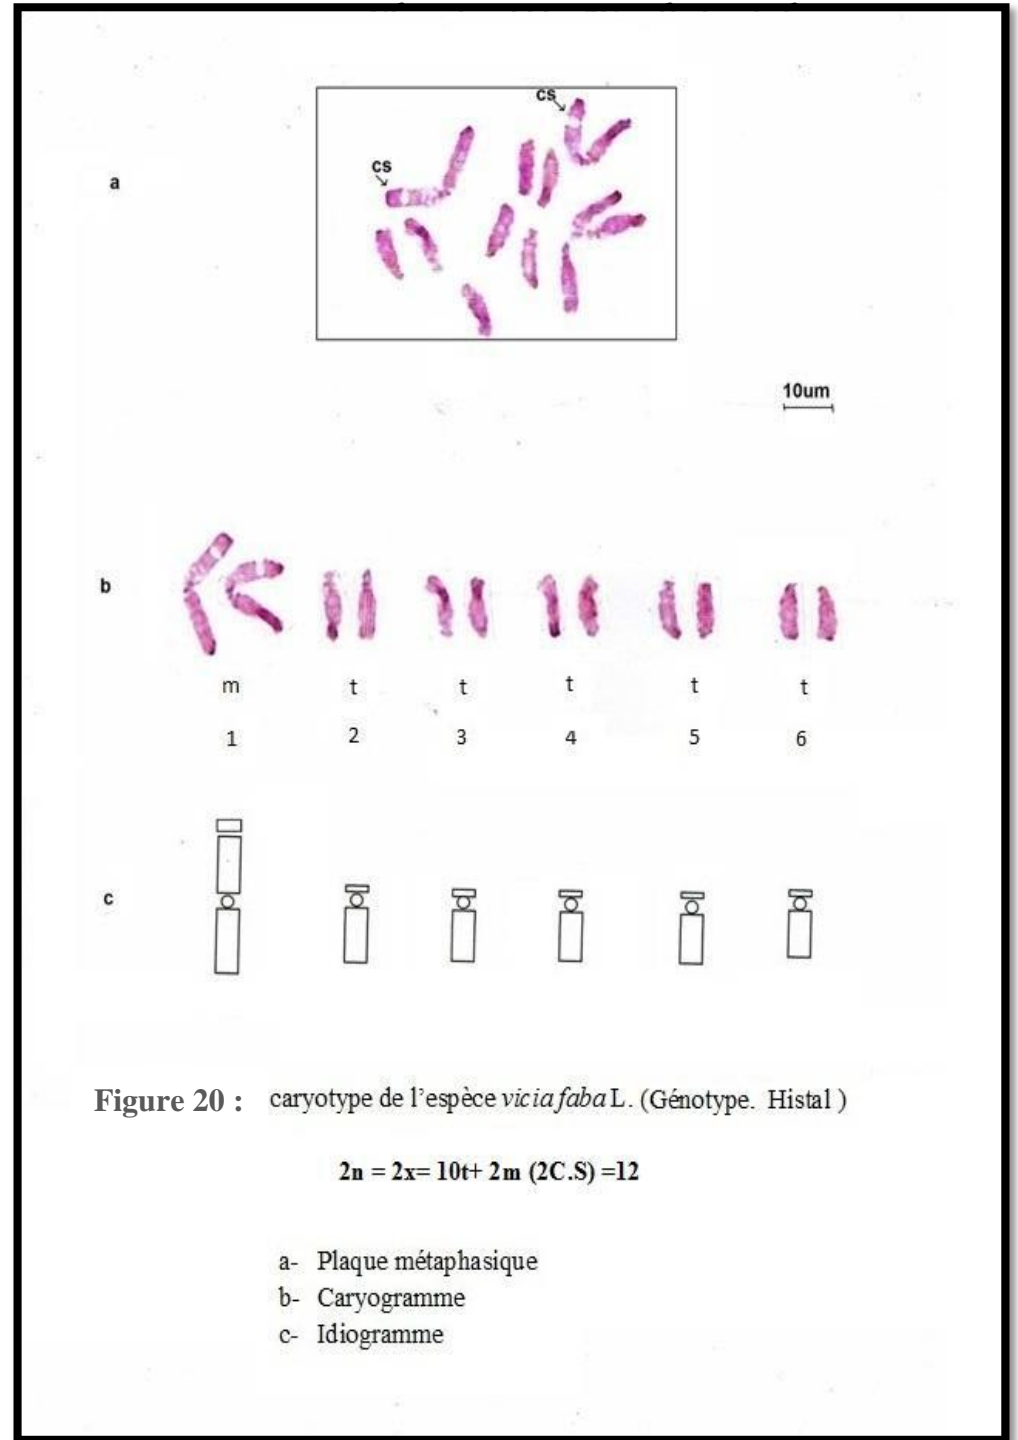 cs
cs
a
10um
b
m t t t t t
1 2 3 4 5 6
c
Figure 20 : caryotype de l'espèce vicia faba L. (Génotype. Histal )
2n = 2x= 10t+ 2m (2C.S) =12
a- Plaque métaphasique
b- Caryogramme
c- Idiogramme